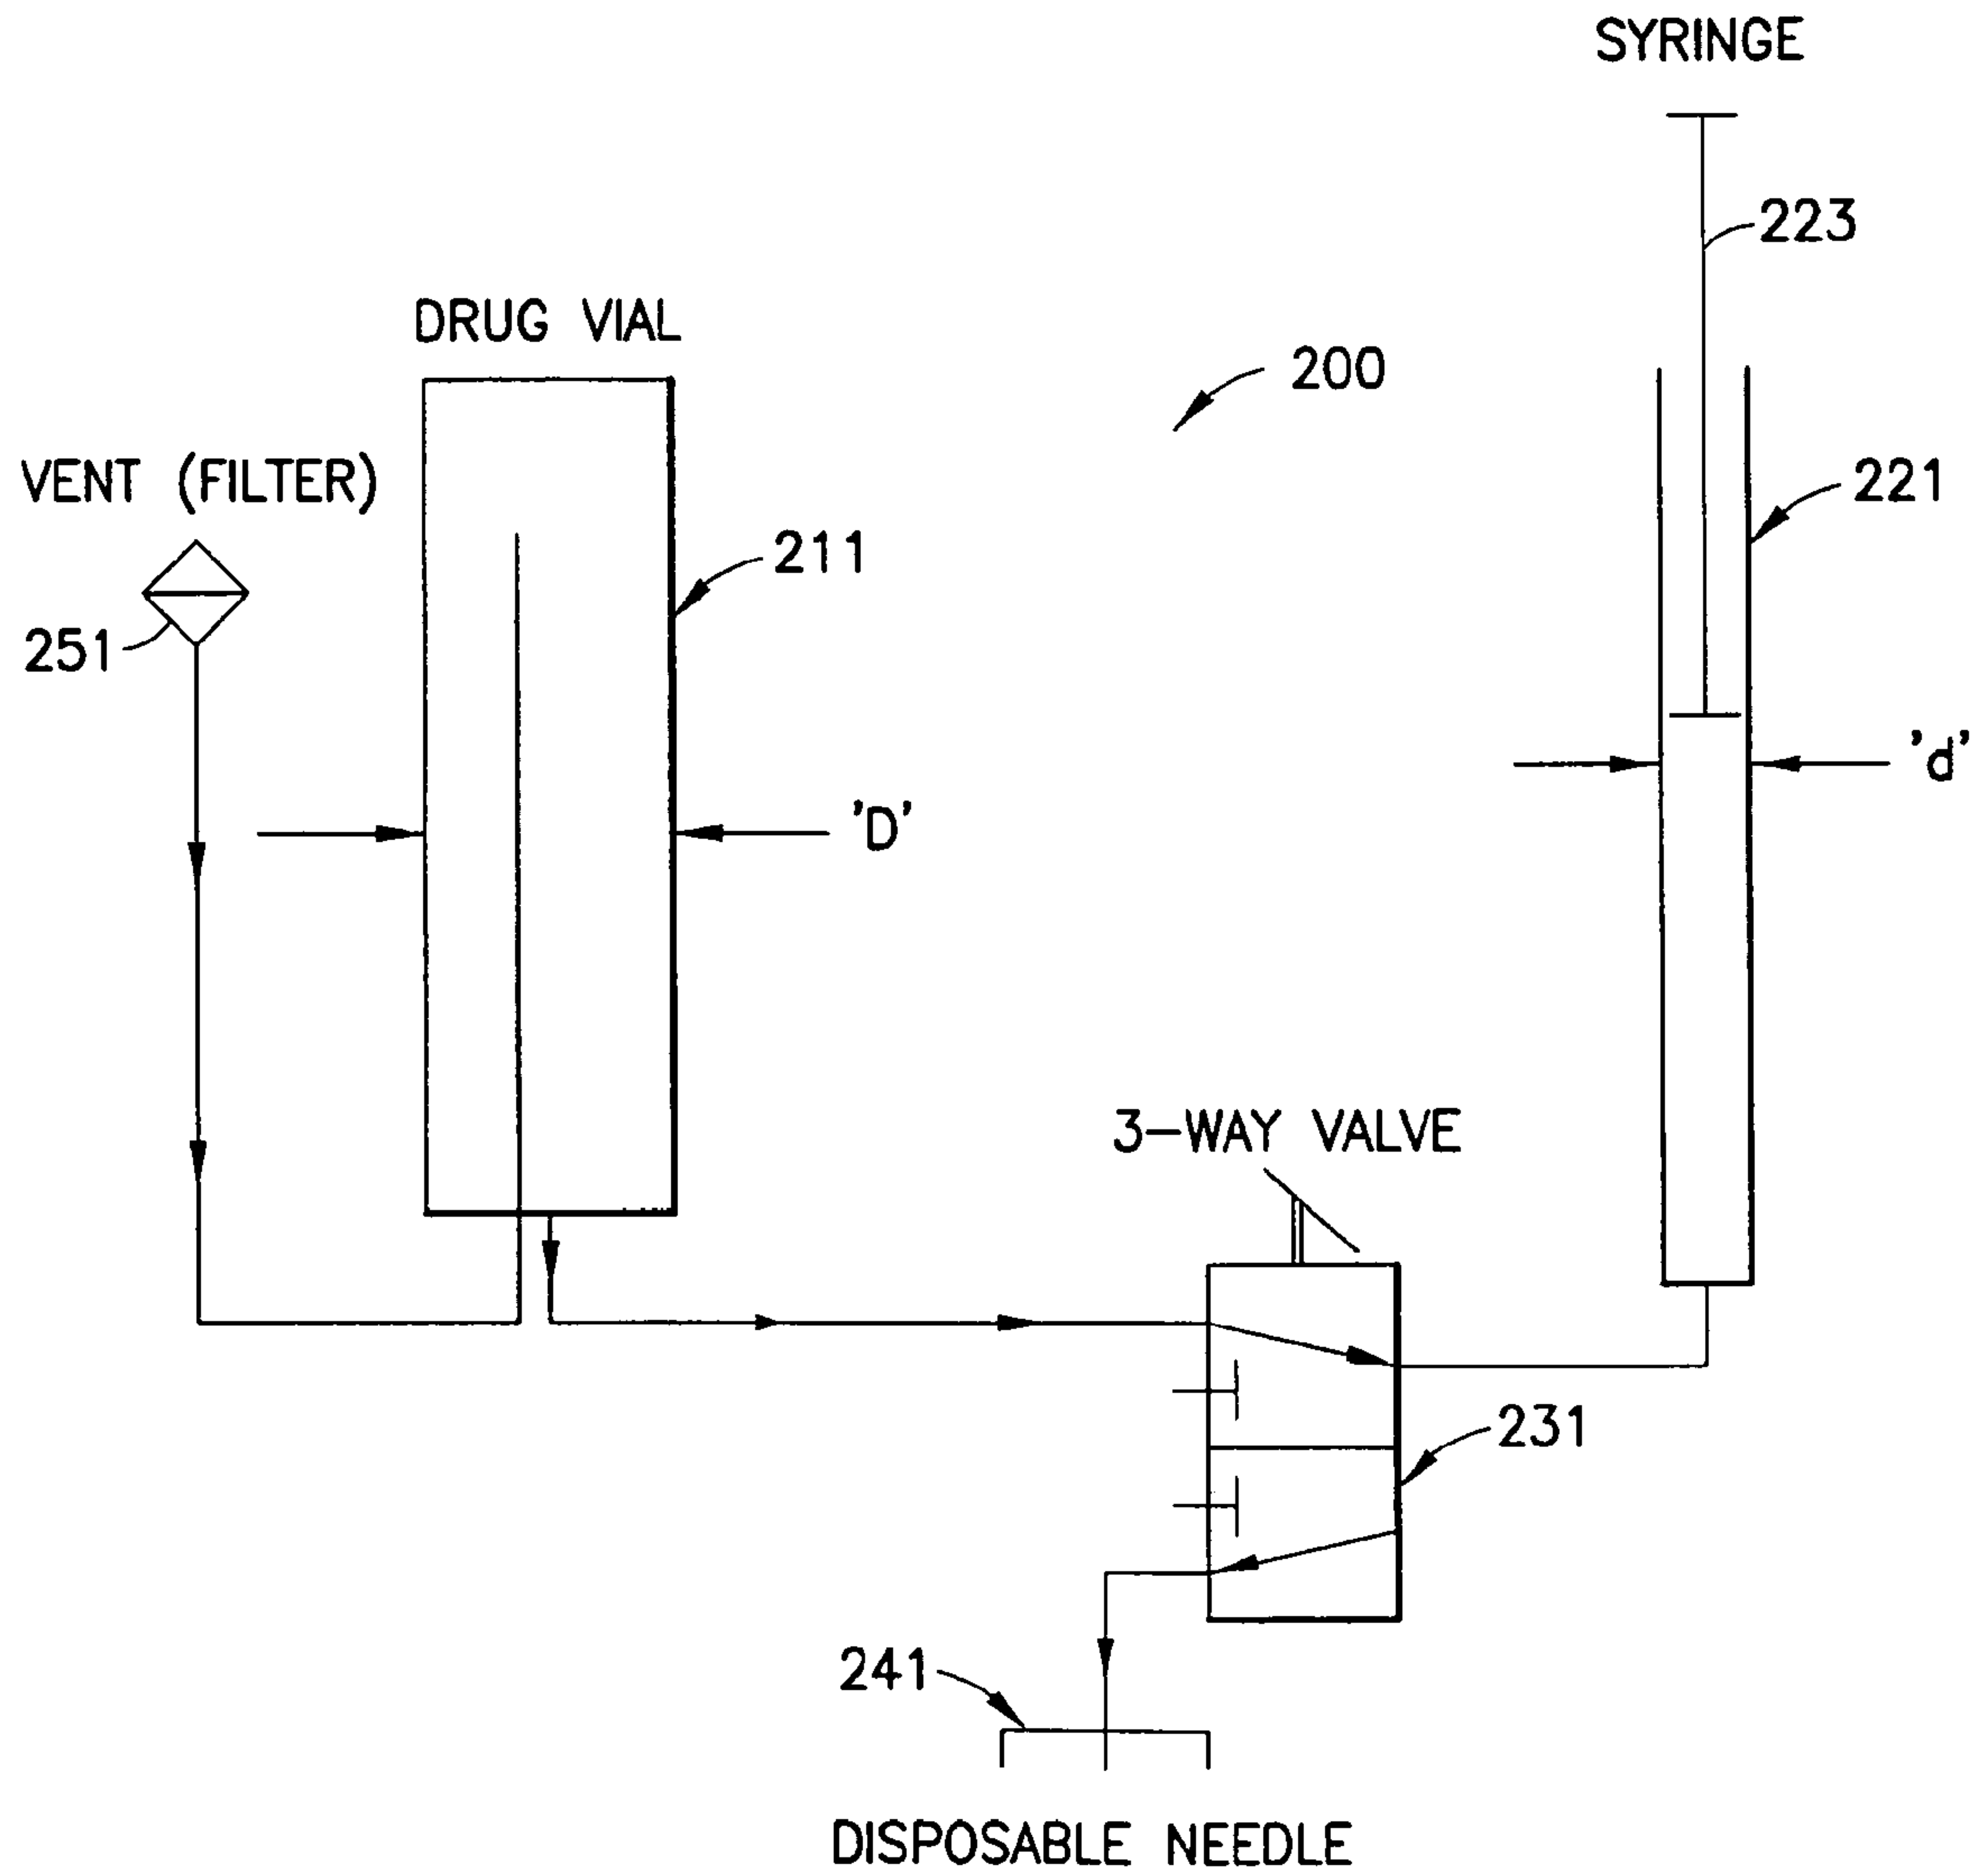 SYRINGE
223
DRUG VIAL
200
VENT (FILTER)
221
211
251
'd'
'D'
3-WAY VALVE
231
241
DISPOSABLE NEEDLE